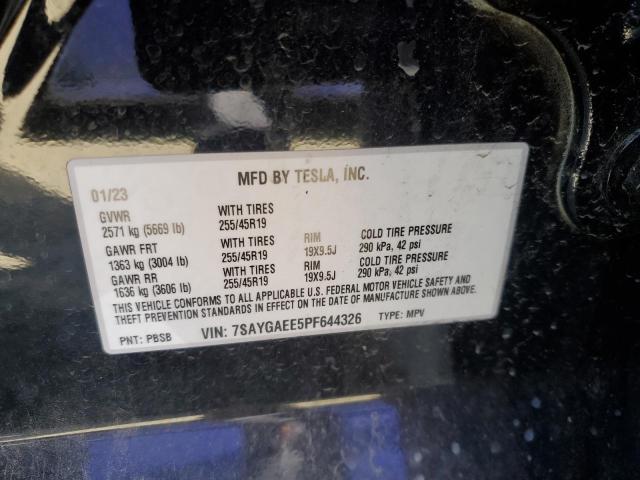 MFD BY TESLA, INC.
01/23
GVWR WITH TIRES
2571 kg (5669 lb) 255/45R19 RIM COLD TIRE PRESSURE
GAWR FRT WITH TIRES 19X9.5J 290 kPa, 42 psi
1363 kg (3004 lb) 255/45R19 RIM COLD TIRE PRESSURE
GAWR RR WITH TIRES 19X9.5J 290 kPa, 42 psi
1636 kg (3606 lb) 255/45R19
THIS VEHICLE CONFORMS TO ALL APPLICABLE U.S. FEDERAL MOTOR VEHICLE SAFETY AND
THEFT PREVENTION STANDARDS IN EFFECT ON THE DATE OF MANUFACTURE SHOWN ABOVE.
PNT: PBSB VIN: 7SAYGAEE5PF644326 TYPE: MPV